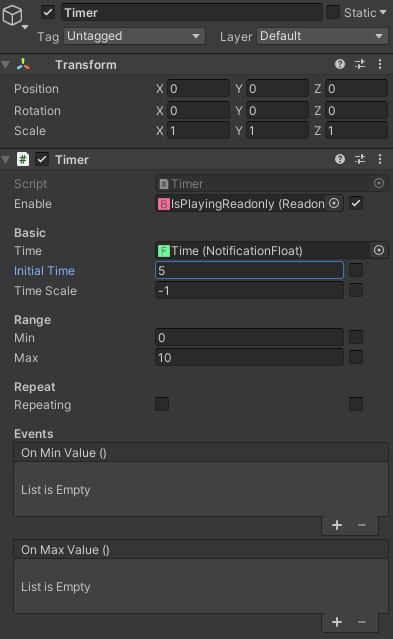 Timer Static
Tag Untagged Layer Default
Transform
Position X 0 Y 0 Z 0
Rotation X 0 Y 0 Z 0
Scale X 1 Y 1 Z 1
# Timer
Script # Timer
Enable B IsPlayingReadonly (Readon
Basic
Time F Time (NotificationFloat)
Initial Time 5
Time Scale -1
Range
Min 0
Max 10
Repeat
Repeating
Events
On Min Value ()
List is Empty
+ −
On Max Value ()
List is Empty
+ −